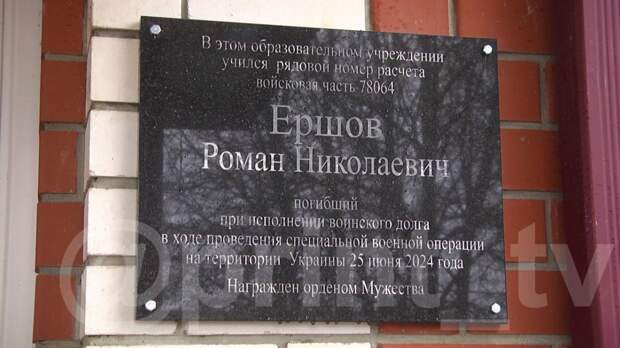 В этом образовательном учреждении
учился рядовой номер расчета
войсковая часть 78064
Ершов
Роман Николаевич
погибший
при исполнении воинского долга
в ходе проведения специальной военной операции
на территории Украины 25 июня 2024 года
Награжден орденом Мужества